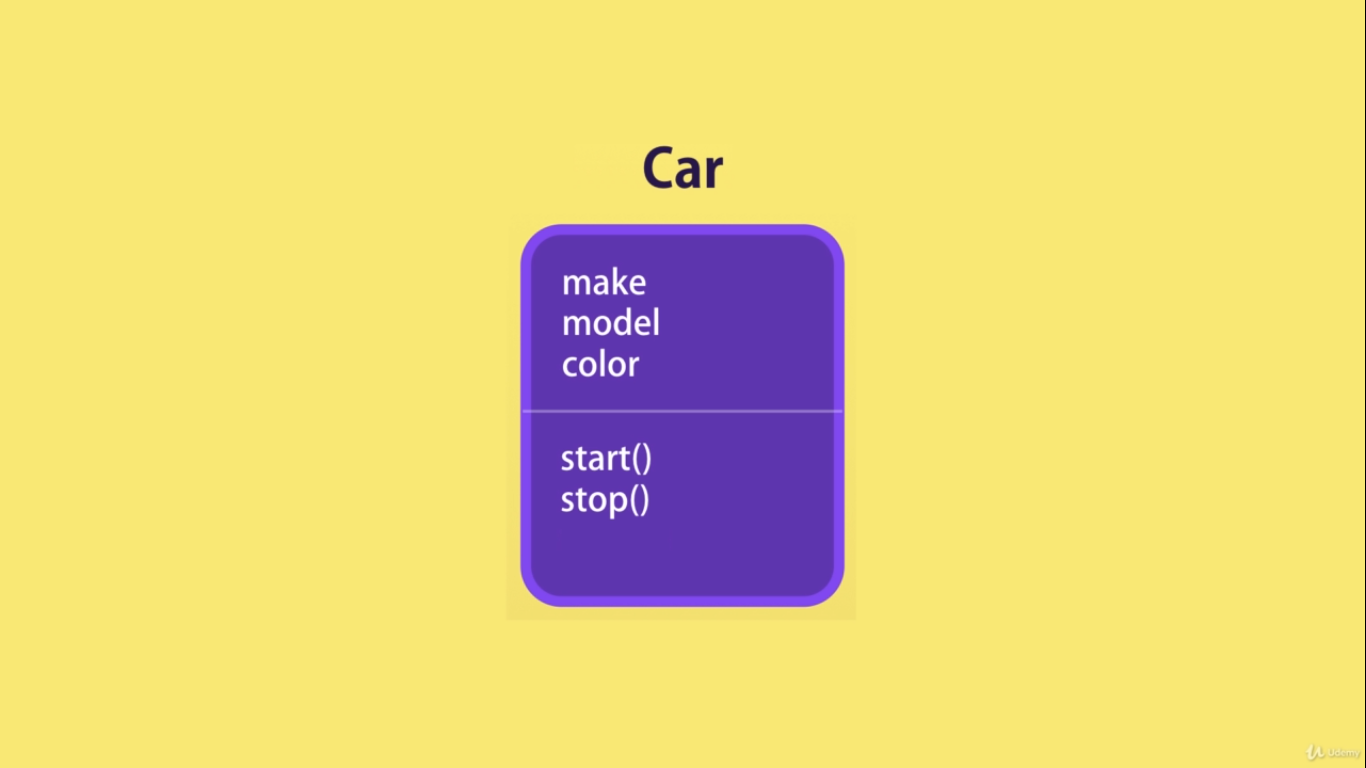 Car
make
model
color
start()
stop()
Udemy